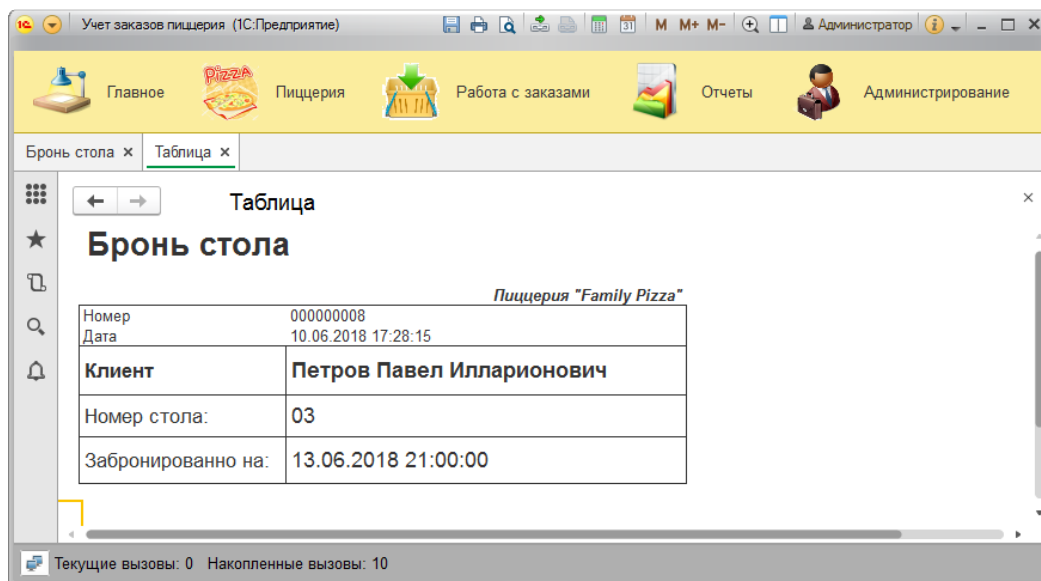 Учет заказов пиццерия (1С:Предприятие) 31 M M+ M- Администратор
PizzA
Главное Пиццерия Работа с заказами Отчеты Администрирование
Бронь стола × Таблица ×
Таблица
Бронь стола
Пиццерия "Family Pizza"
Номер 000000008
Дата 10.06.2018 17:28:15
Клиент Петров Павел Илларионович
Номер стола: 03
Забронированно на: 13.06.2018 21:00:00
Текущие вызовы: 0 Накопленные вызовы: 10